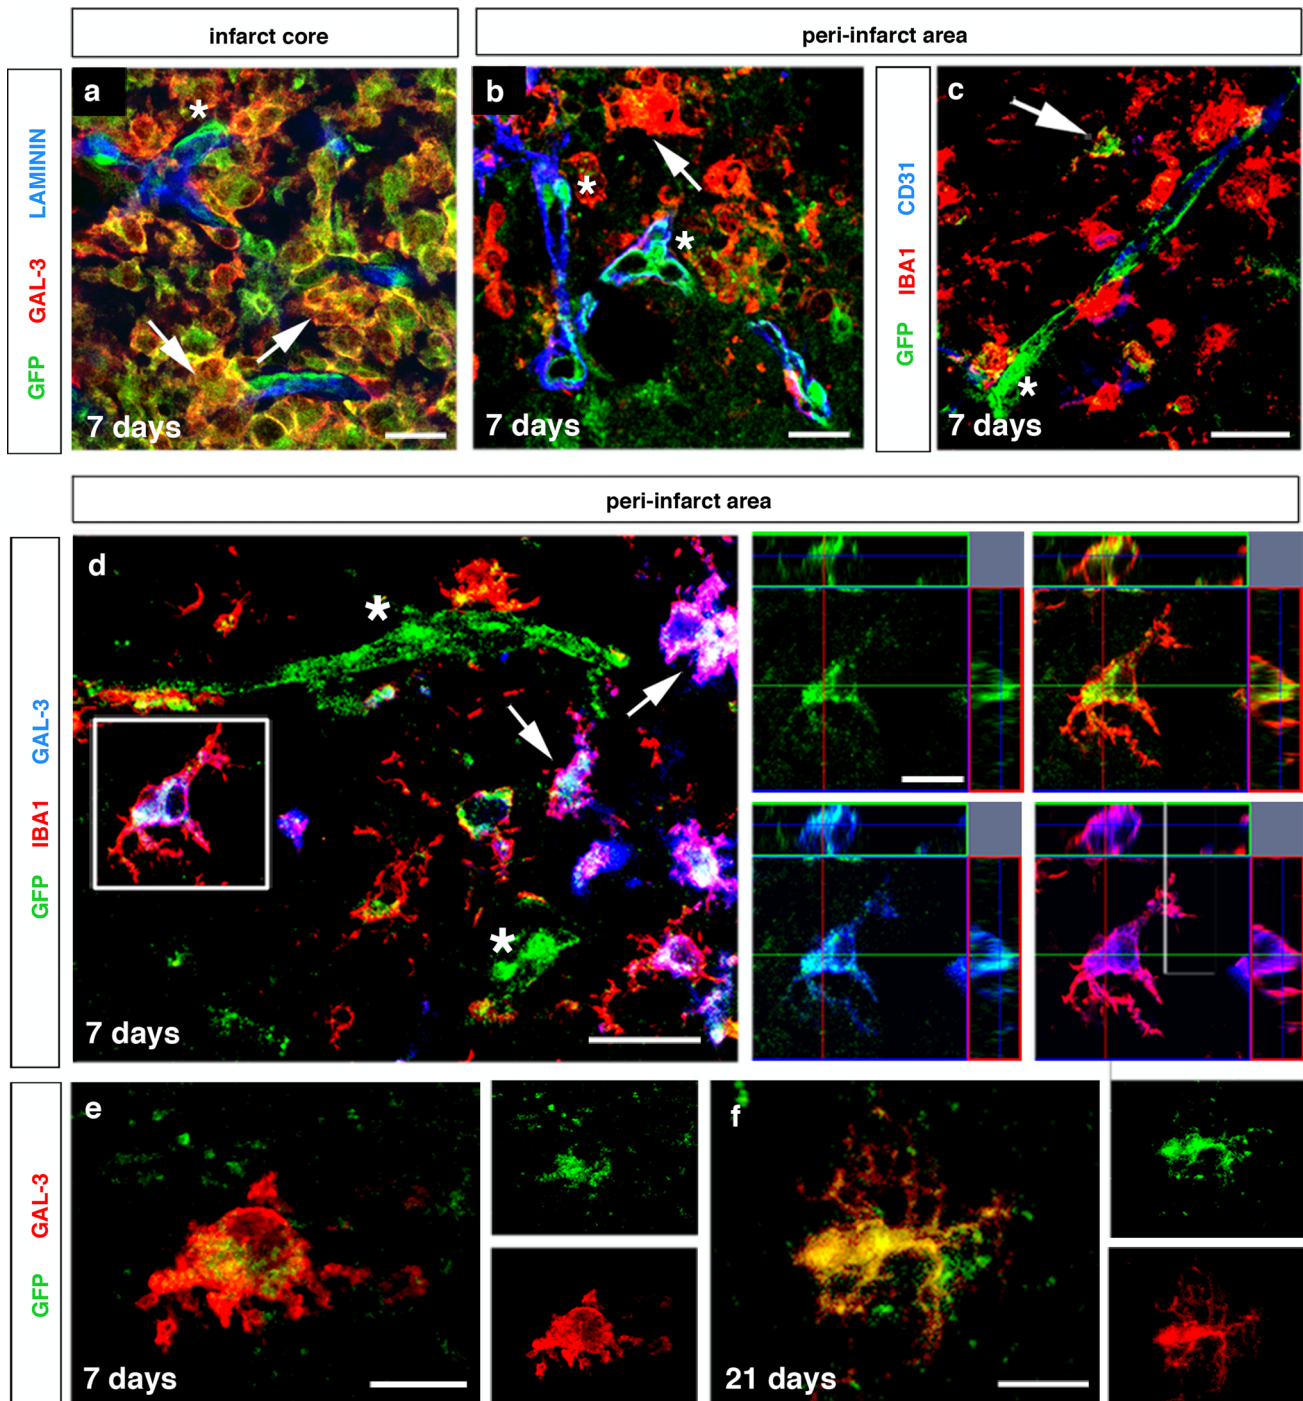 infarct core
peri-infarct area
GFP GAL-3 LAMININ
a
*
7 days
b
*
*
7 days
GFP IBA1 CD31
c
*
7 days
peri-infarct area
GFP IBA1 GAL-3
d
*
*
7 days
GFP GAL-3
e
7 days
f
21 days